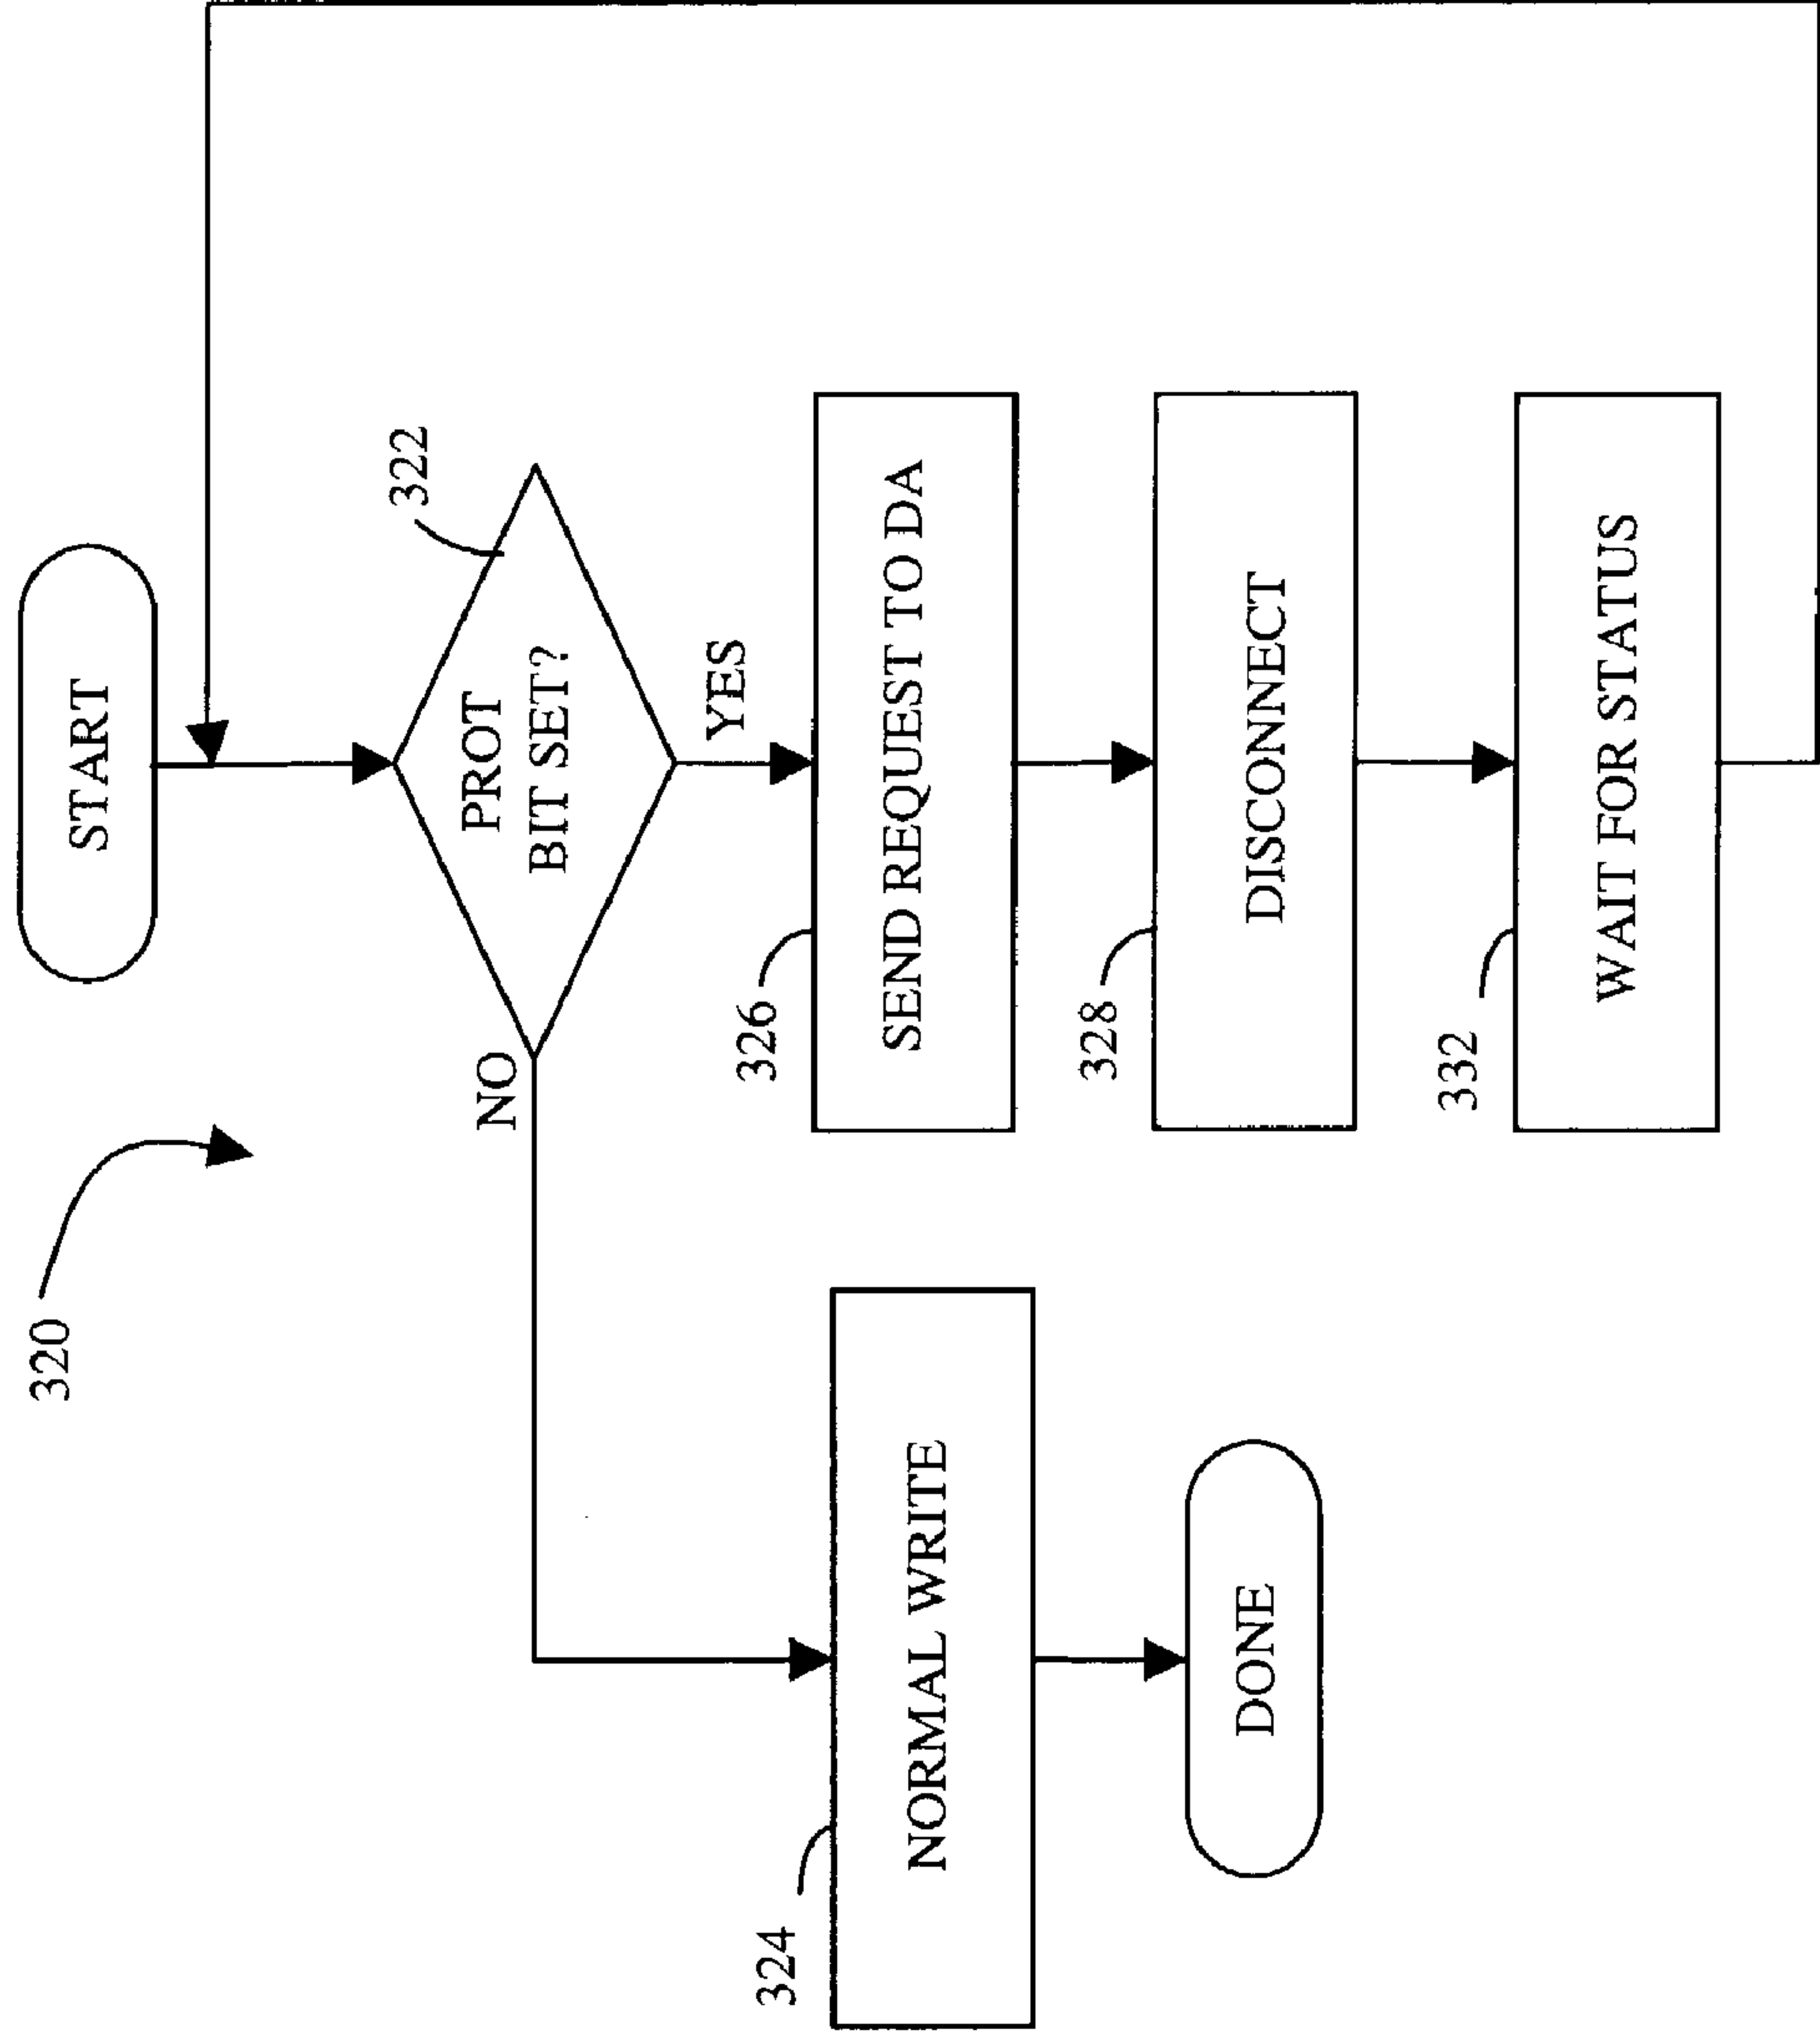 320
START
322
PROT
BIT SET?
NO
YES
324
NORMAL WRITE
326
SEND REQUEST TO DA
DONE
328
DISCONNECT
332
WAIT FOR STATUS